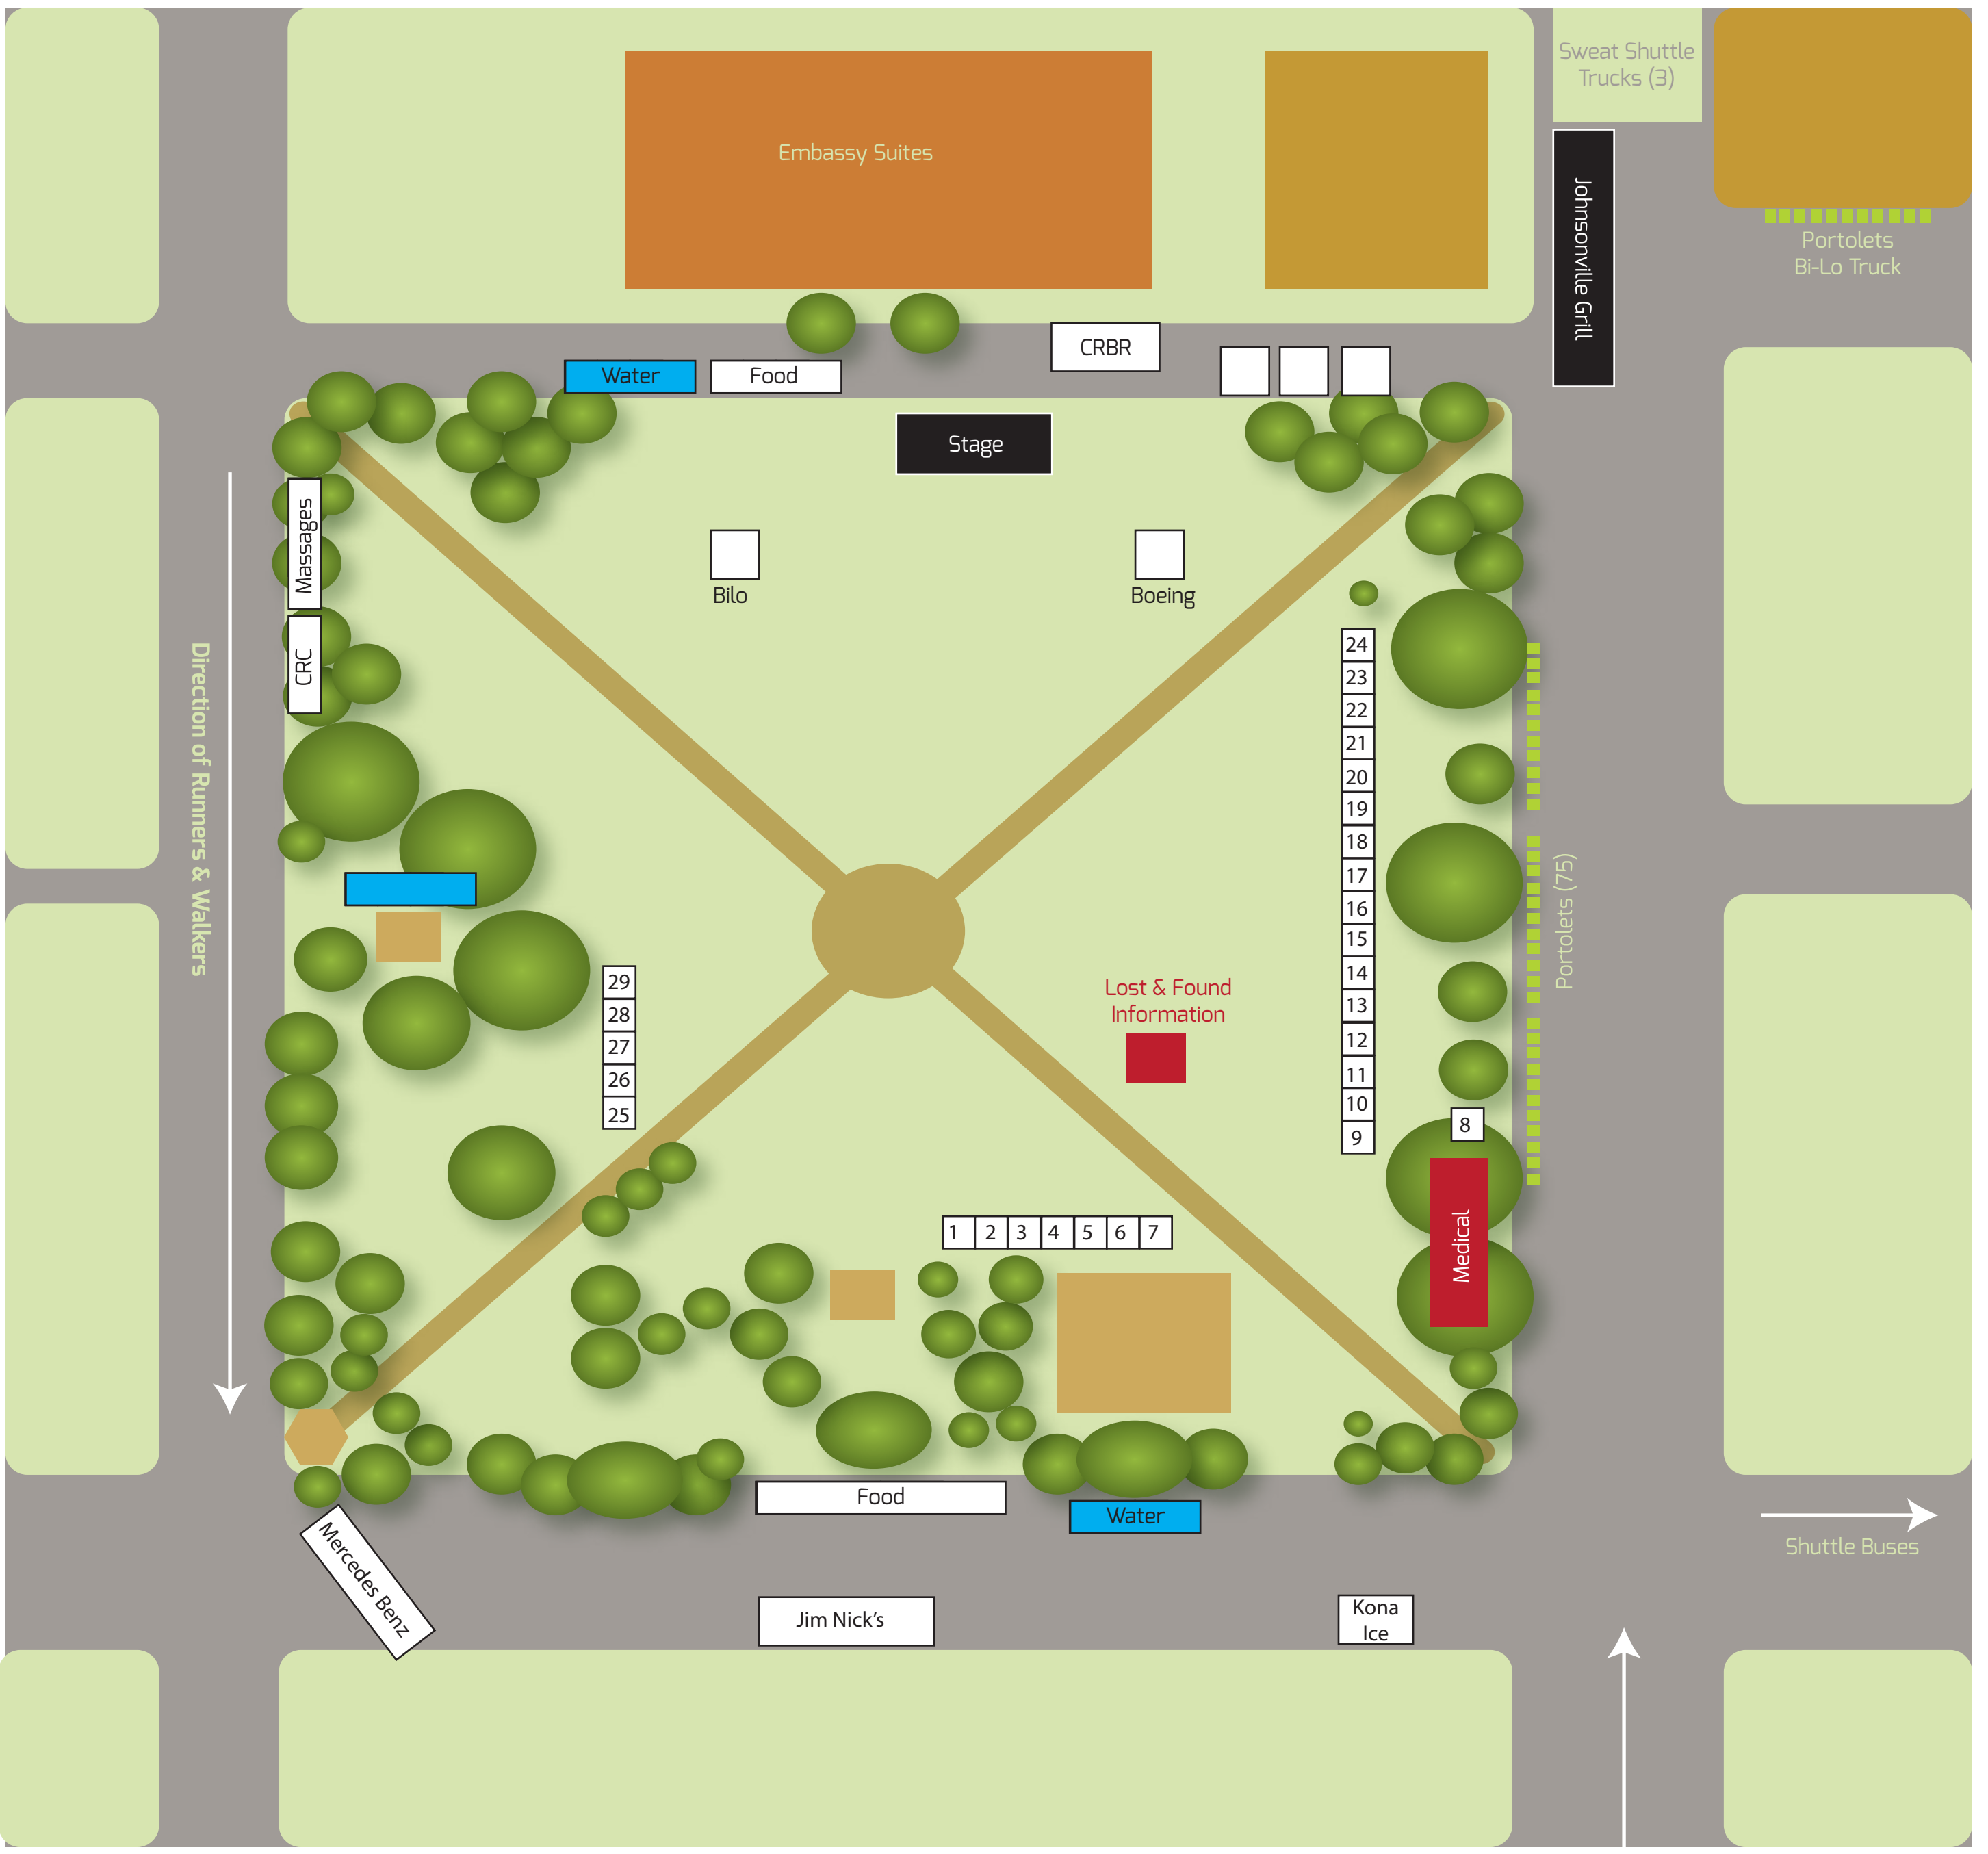 Sweat Shuttle
Trucks (3)
Embassy Suites
Johnsonville Grill
Portolets
Bi-Lo Truck
CRBR
Water
Food
Stage
Massages
Bilo
Boeing
CRC
Direction of Runners & Walkers
24
23
22
21
20
19
18
17
16
15
14
13
12
11
10
9
Portolets (75)
29
28
27
26
25
Lost & Found
Information
8
Medical
1 2 3 4 5 6 7
Food
Water
Mercedes Benz
Jim Nick's
Kona
Ice
Shuttle Buses